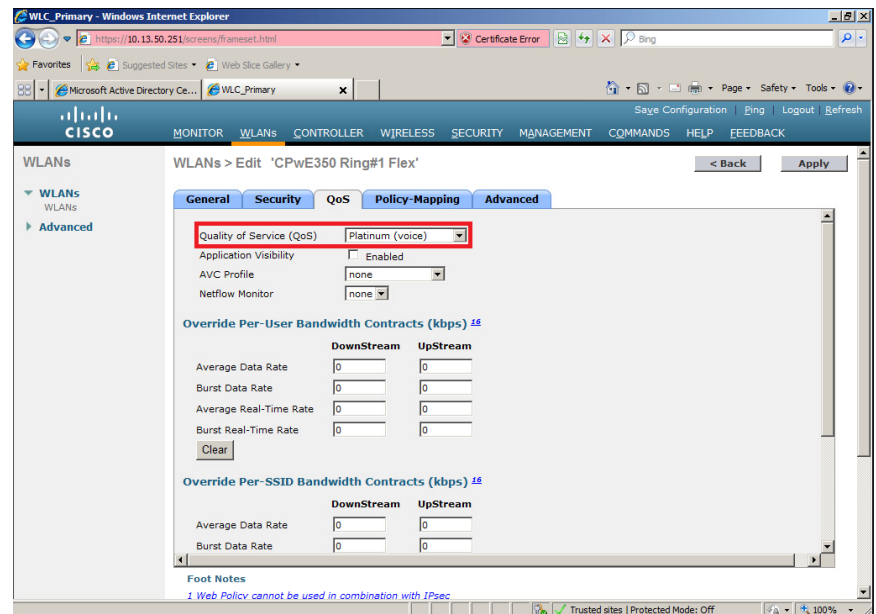 WLC_Primary - Windows Internet Explorer
https://10.13.50.251/screens/frameset.html
Certificate Error
Bing
Favorites Suggested Sites Web Slice Gallery
Microsoft Active Directory Ce... WLC_Primary x Page Safety Tools
Save Configuration | Ping | Logout | Refresh
CISCO
MONITOR WLANs CONTROLLER WIRELESS SECURITY MANAGEMENT COMMANDS HELP FEEDBACK
WLANs
WLANs > Edit 'CPwE350 Ring#1 Flex'
< Back Apply
WLANs
WLANs
Advanced
General Security QoS Policy-Mapping Advanced
Quality of Service (QoS) Platinum (voice)
Application Visibility Enabled
AVC Profile none
Netflow Monitor none
Override Per-User Bandwidth Contracts (kbps) 16
DownStream UpStream
Average Data Rate 0 0
Burst Data Rate 0 0
Average Real-Time Rate 0 0
Burst Real-Time Rate 0 0
Clear
Override Per-SSID Bandwidth Contracts (kbps) 16
DownStream UpStream
Average Data Rate 0 0
Burst Data Rate 0 0
Foot Notes
1 Web Policy cannot be used in combination with IPsec
Trusted sites | Protected Mode: Off 100%